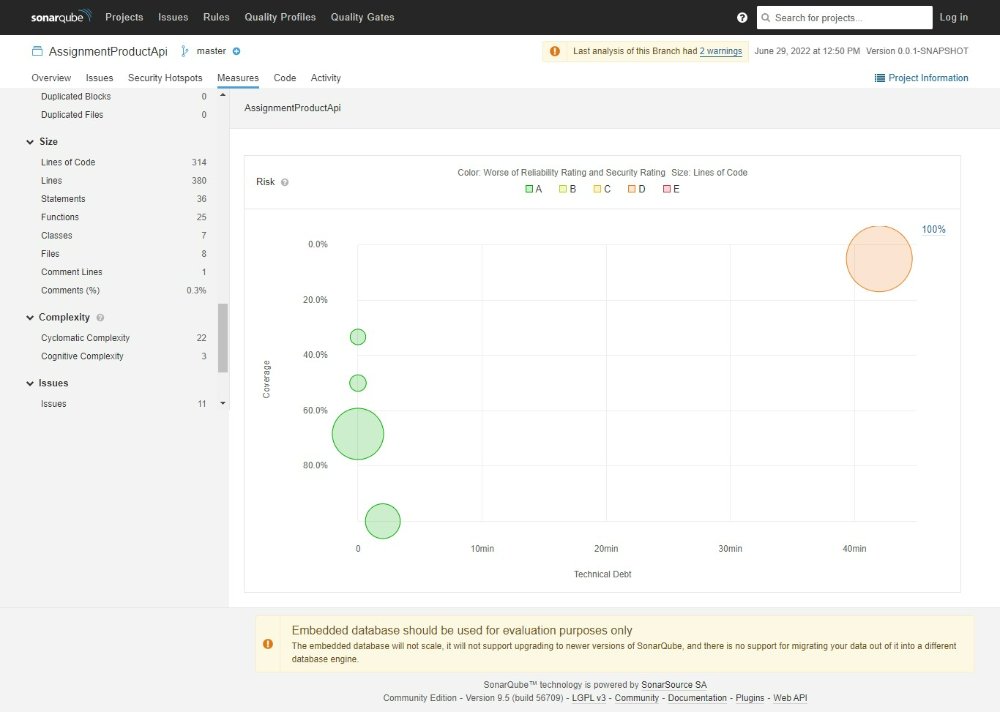 sonarqube Projects Issues Rules Quality Profiles Quality Gates ? Search for projects... Log in
AssignmentProductApi master Last analysis of this Branch had 2 warnings June 29, 2022 at 12:50 PM Version 0.0.1-SNAPSHOT
Overview Issues Security Hotspots Measures Code Activity Project Information
Duplicated Blocks 0
Duplicated Files 0
Size
Lines of Code 314
Lines 380
Statements 36
Functions 25
Classes 7
Files 8
Comment Lines 1
Comments (%) 0.3%
Complexity ?
Cyclomatic Complexity 22
Cognitive Complexity 3
Issues
Issues 11
AssignmentProductApi
Risk ?
Color: Worse of Reliability Rating and Security Rating Size: Lines of Code
A B C D E
100%
0.0%
20.0%
40.0%
60.0%
80.0%
Coverage
0 10min 20min 30min 40min
Technical Debt
Embedded database should be used for evaluation purposes only
The embedded database will not scale, it will not support upgrading to newer versions of SonarQube, and there is no support for migrating your data out of it into a different
database engine.
SonarQube™ technology is powered by SonarSource SA
Community Edition - Version 9.5 (build 56709) - LGPL v3 - Community - Documentation - Plugins - Web API